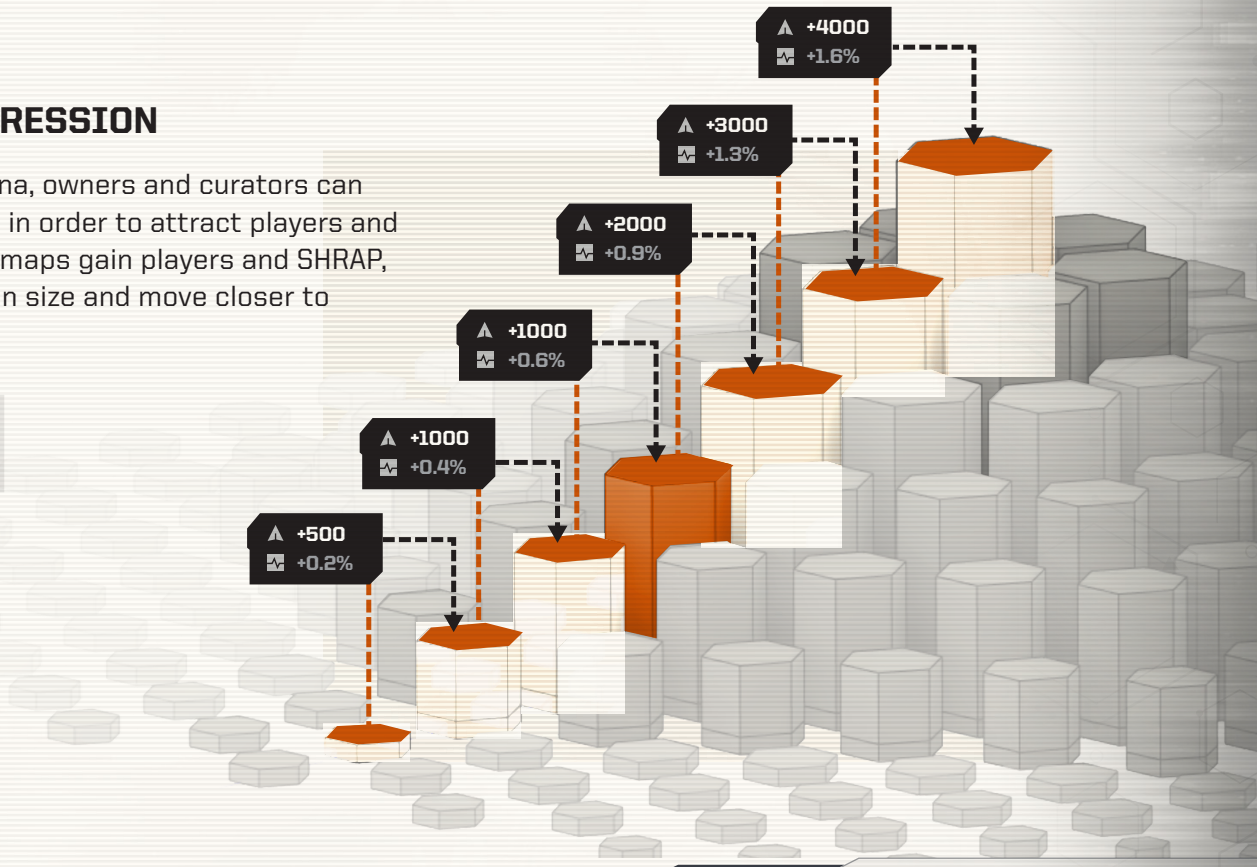 RESSION
na, owners and curators can
in order to attract players and
maps gain players and SHRAP,
n size and move closer to
+4000
+1.6%
+3000
+1.3%
+2000
+0.9%
+1000
+0.6%
+1000
+0.4%
+500
+0.2%